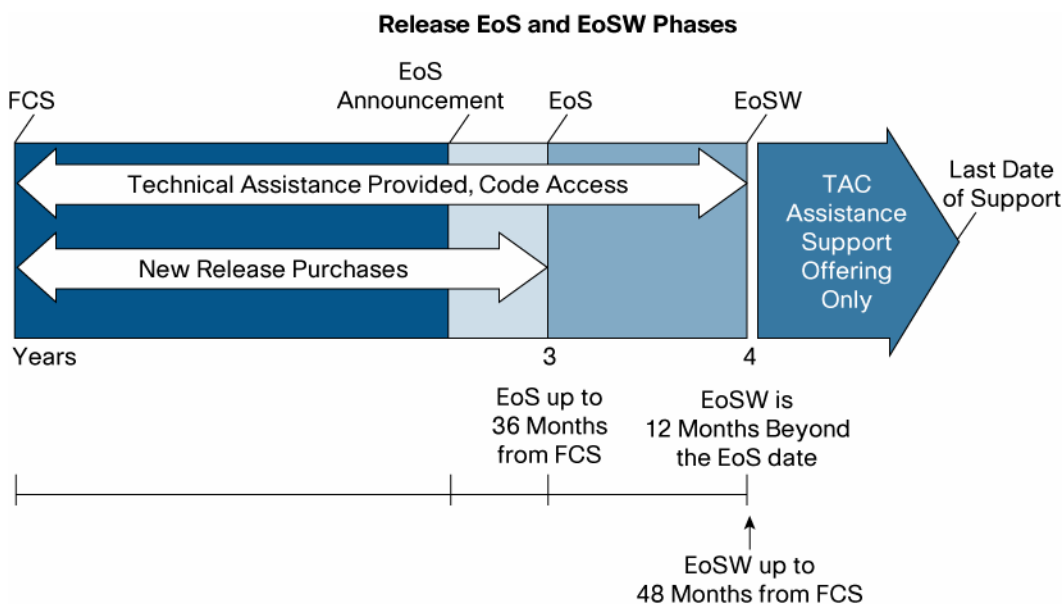 Release EoS and EoSW Phases
FCS
EoS
Announcement
EoS
EoSW
Technical Assistance Provided, Code Access
New Release Purchases
TAC
Assistance
Support
Offering
Only
Last Date
of Support
Years
3
4
EoS up to
36 Months
from FCS
EoSW is
12 Months Beyond
the EoS date
EoSW up to
48 Months from FCS